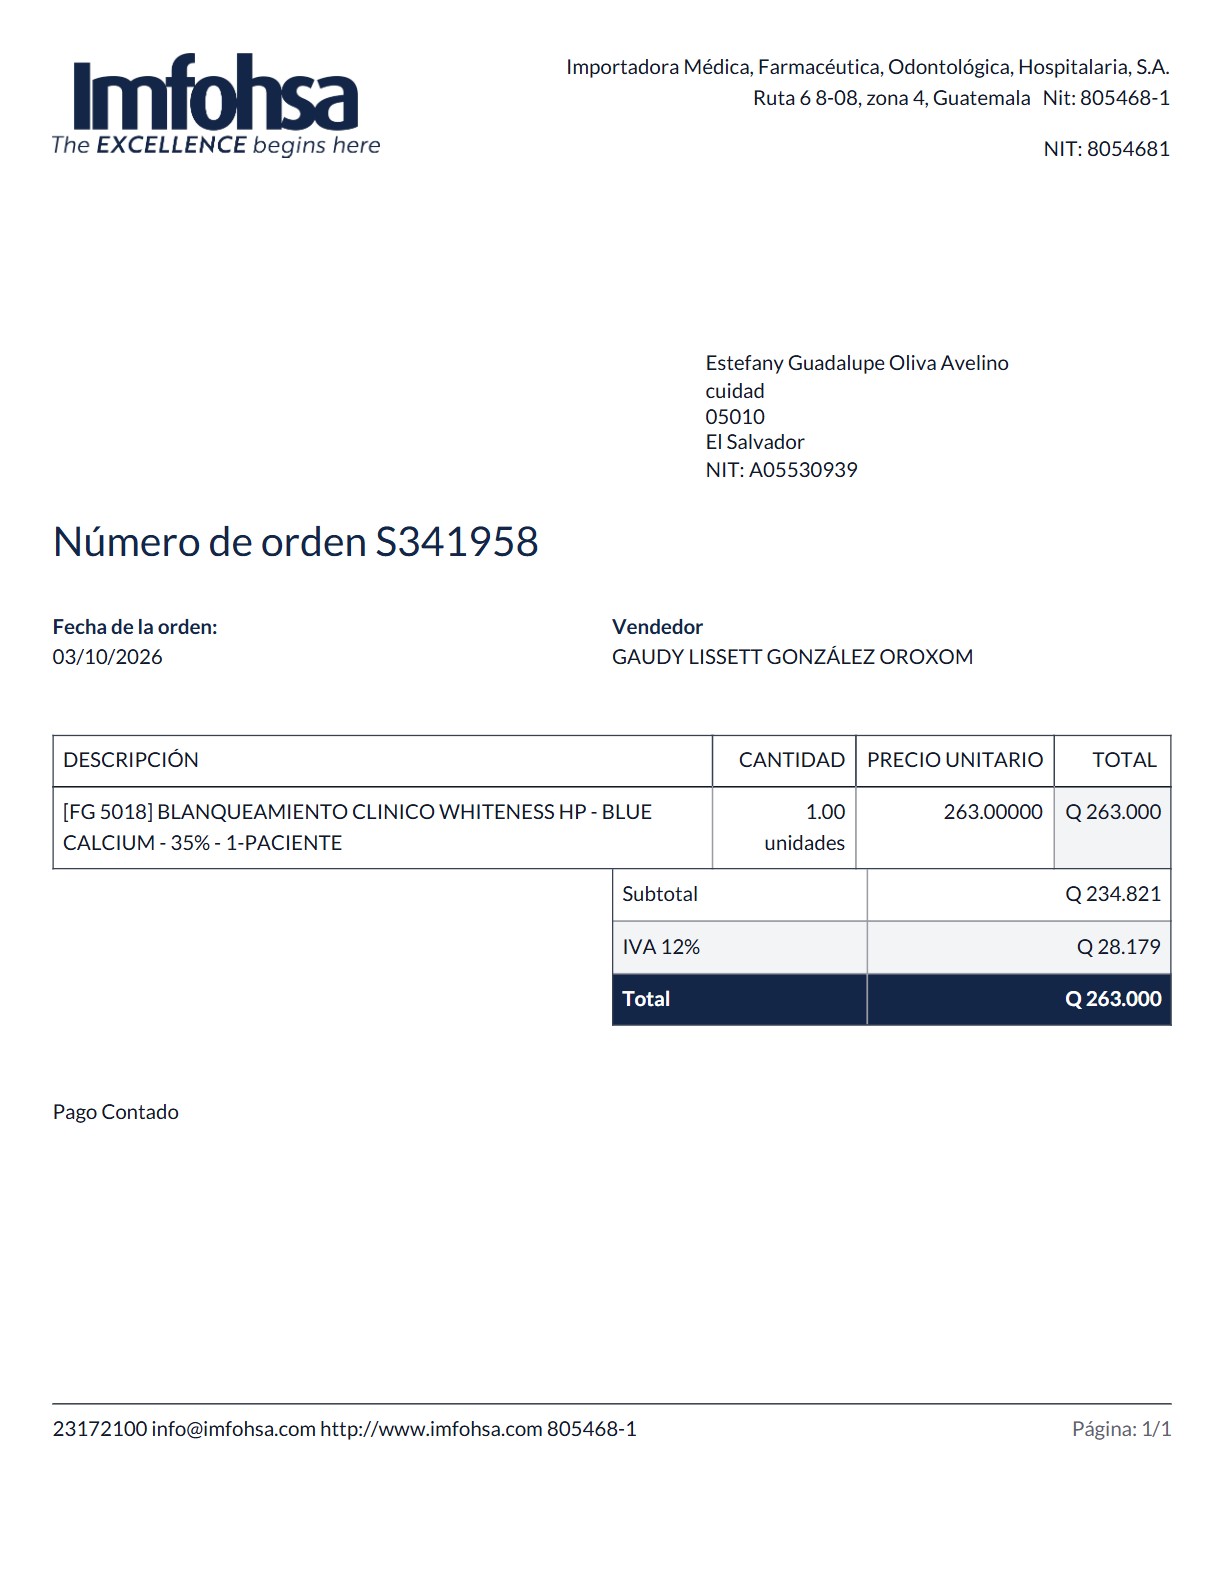 Imfohsa
The EXCELLENCE begins here
Importadora Médica, Farmacéutica, Odontológica, Hospitalaria, S.A.
Ruta 6 8-08, zona 4, Guatemala Nit: 805468-1
NIT: 8054681
Estefany Guadalupe Oliva Avelino
cuidad
05010
El Salvador
NIT: A05530939
Número de orden S341958
Fecha de la orden:
03/10/2026
Vendedor
GAUDY LISSETT GONZÁLEZ OROXOM
DESCRIPCIÓN CANTIDAD PRECIO UNITARIO TOTAL
[FG 5018] BLANQUEAMIENTO CLINICO WHITENESS HP - BLUE 1.00 263.00000 Q 263.000
CALCIUM - 35% - 1-PACIENTE unidades
Subtotal Q 234.821
IVA 12% Q 28.179
Total Q 263.000
Pago Contado
23172100 info@imfohsa.com http://www.imfohsa.com 805468-1 Página: 1/1